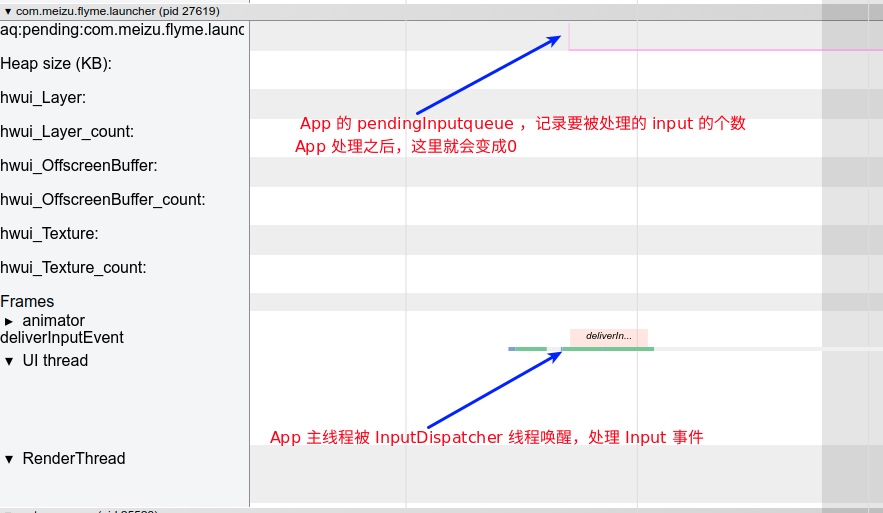 ▼ com.meizu.flyme.launcher (pid 27619)
aq:pending:com.meizu.flyme.launc
Heap size (KB):
hwui_Layer:
App 的 pendingInputqueue ，记录要被处理的 input 的个数
hwui_Layer_count:
App 处理之后，这里就会变成0
hwui_OffscreenBuffer:
hwui_OffscreenBuffer_count:
hwui_Texture:
hwui_Texture_count:
Frames
► animator
deliverInputEvent
deliverIn...
▼ UI thread
App 主线程被 InputDispatcher 线程唤醒，处理 Input 事件
▼ RenderThread